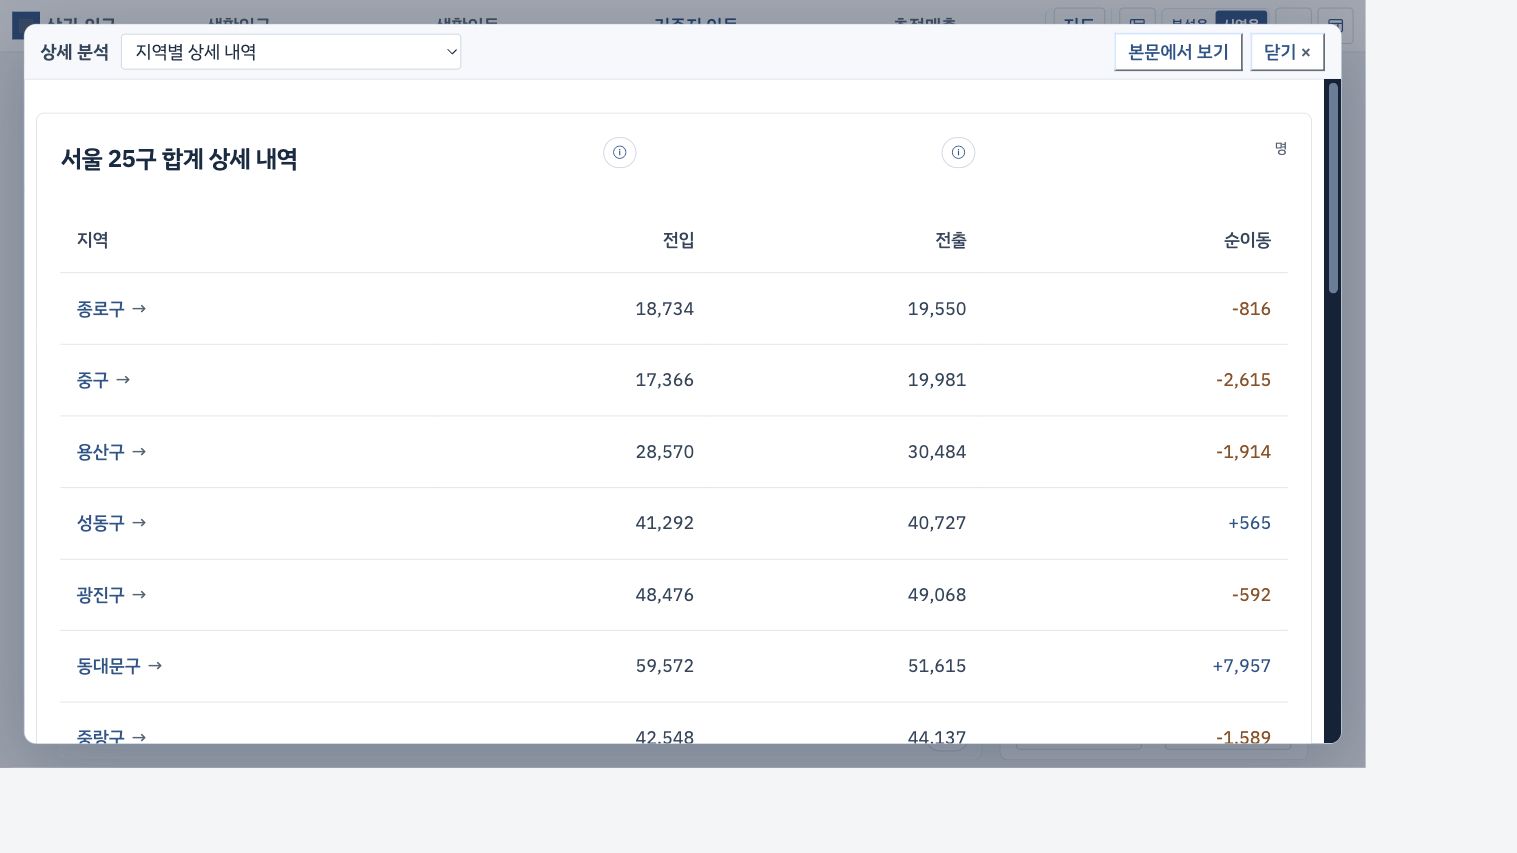 상세 분석
지역별 상세 내역
본문에서 보기
닫기 ×
서울 25구 합계 상세 내역
명
지역 전입 전출 순이동
종로구 → 18,734 19,550 -816
중구 → 17,366 19,981 -2,615
용산구 → 28,570 30,484 -1,914
성동구 → 41,292 40,727 +565
광진구 → 48,476 49,068 -592
동대문구 → 59,572 51,615 +7,957
중랑구 → 42,548 44,137 -1,589